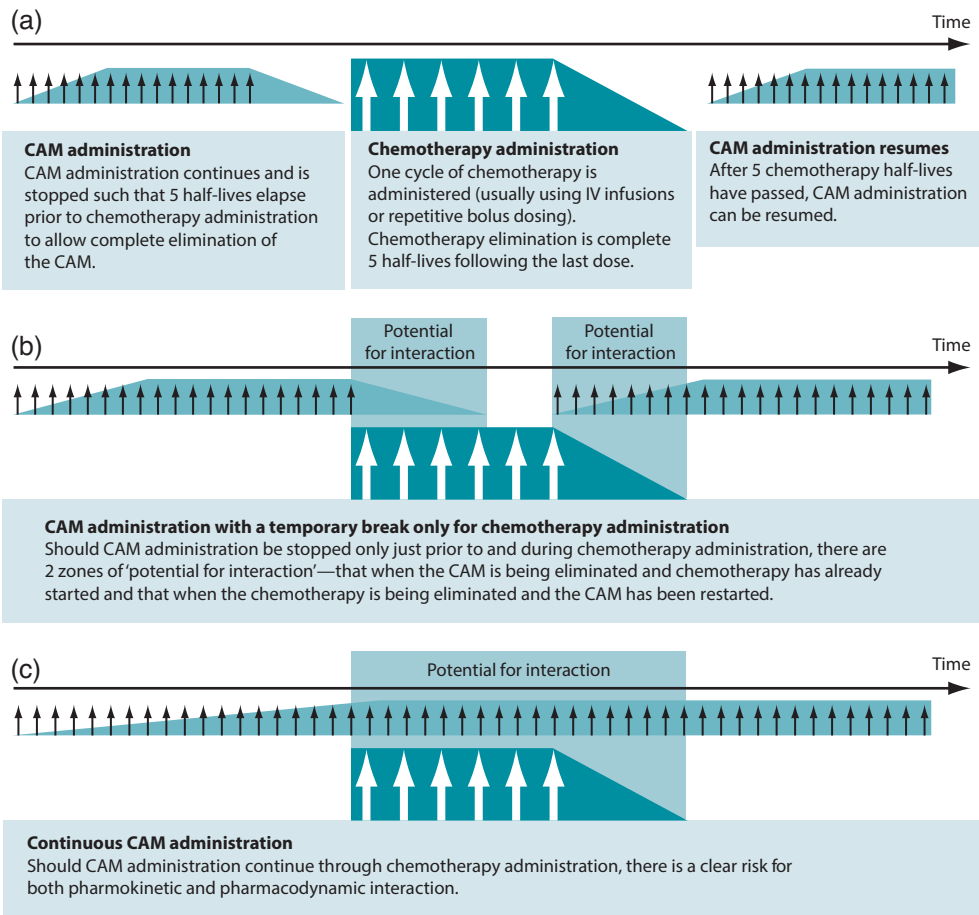 (a)
Time
CAM administration
CAM administration continues and is
stopped such that 5 half-lives elapse
prior to chemotherapy administration
to allow complete elimination of
the CAM.
Chemotherapy administration
One cycle of chemotherapy is
administered (usually using IV infusions
or repetitive bolus dosing).
Chemotherapy elimination is complete
5 half-lives following the last dose.
CAM administration resumes
After 5 chemotherapy half-lives
have passed, CAM administration
can be resumed.
(b)
Potential
for interaction
Potential
for interaction
Time
CAM administration with a temporary break only for chemotherapy administration
Should CAM administration be stopped only just prior to and during chemotherapy administration, there are
2 zones of ‘potential for interaction’—that when the CAM is being eliminated and chemotherapy has already
started and that when the chemotherapy is being eliminated and the CAM has been restarted.
(c)
Potential for interaction
Time
Continuous CAM administration
Should CAM administration continue through chemotherapy administration, there is a clear risk for
both pharmokinetic and pharmacodynamic interaction.